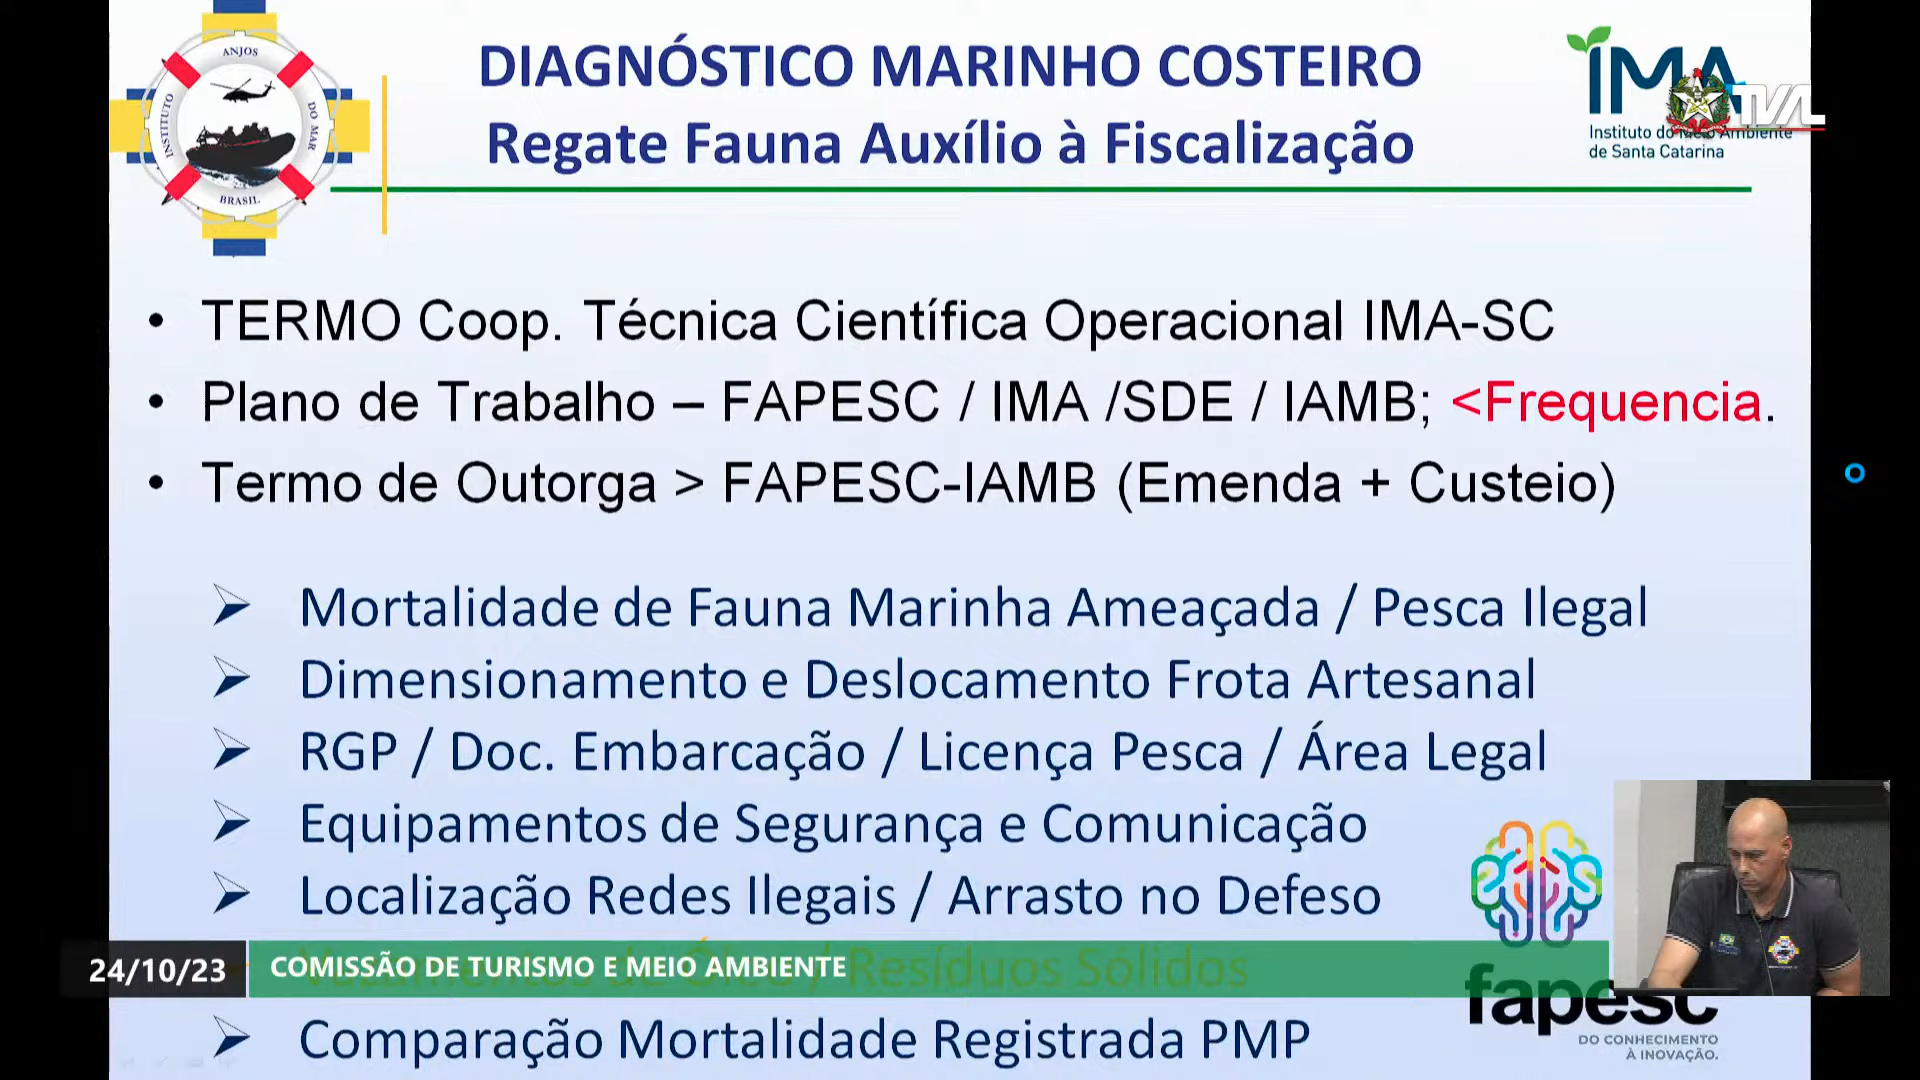 ANJOS
INSTITUTO
DO MAR
BRASIL
DIAGNÓSTICO MARINHO COSTEIRO
Regate Fauna Auxílio à Fiscalização
IMA
TVAL
Instituto do Meio Ambiente
de Santa Catarina
• TERMO Coop. Técnica Científica Operacional IMA-SC
• Plano de Trabalho – FAPESC / IMA /SDE / IAMB; <Frequencia.
• Termo de Outorga > FAPESC-IAMB (Emenda + Custeio)
➢ Mortalidade de Fauna Marinha Ameaçada / Pesca Ilegal
➢ Dimensionamento e Deslocamento Frota Artesanal
➢ RGP / Doc. Embarcação / Licença Pesca / Área Legal
➢ Equipamentos de Segurança e Comunicação
➢ Localização Redes Ilegais / Arrasto no Defeso
Vazamentos de Óleo / Resíduos Sólidos
24/10/23
COMISSÃO DE TURISMO E MEIO AMBIENTE
➢ Comparação Mortalidade Registrada PMP
fapesc
DO CONHECIMENTO
À INOVAÇÃO.